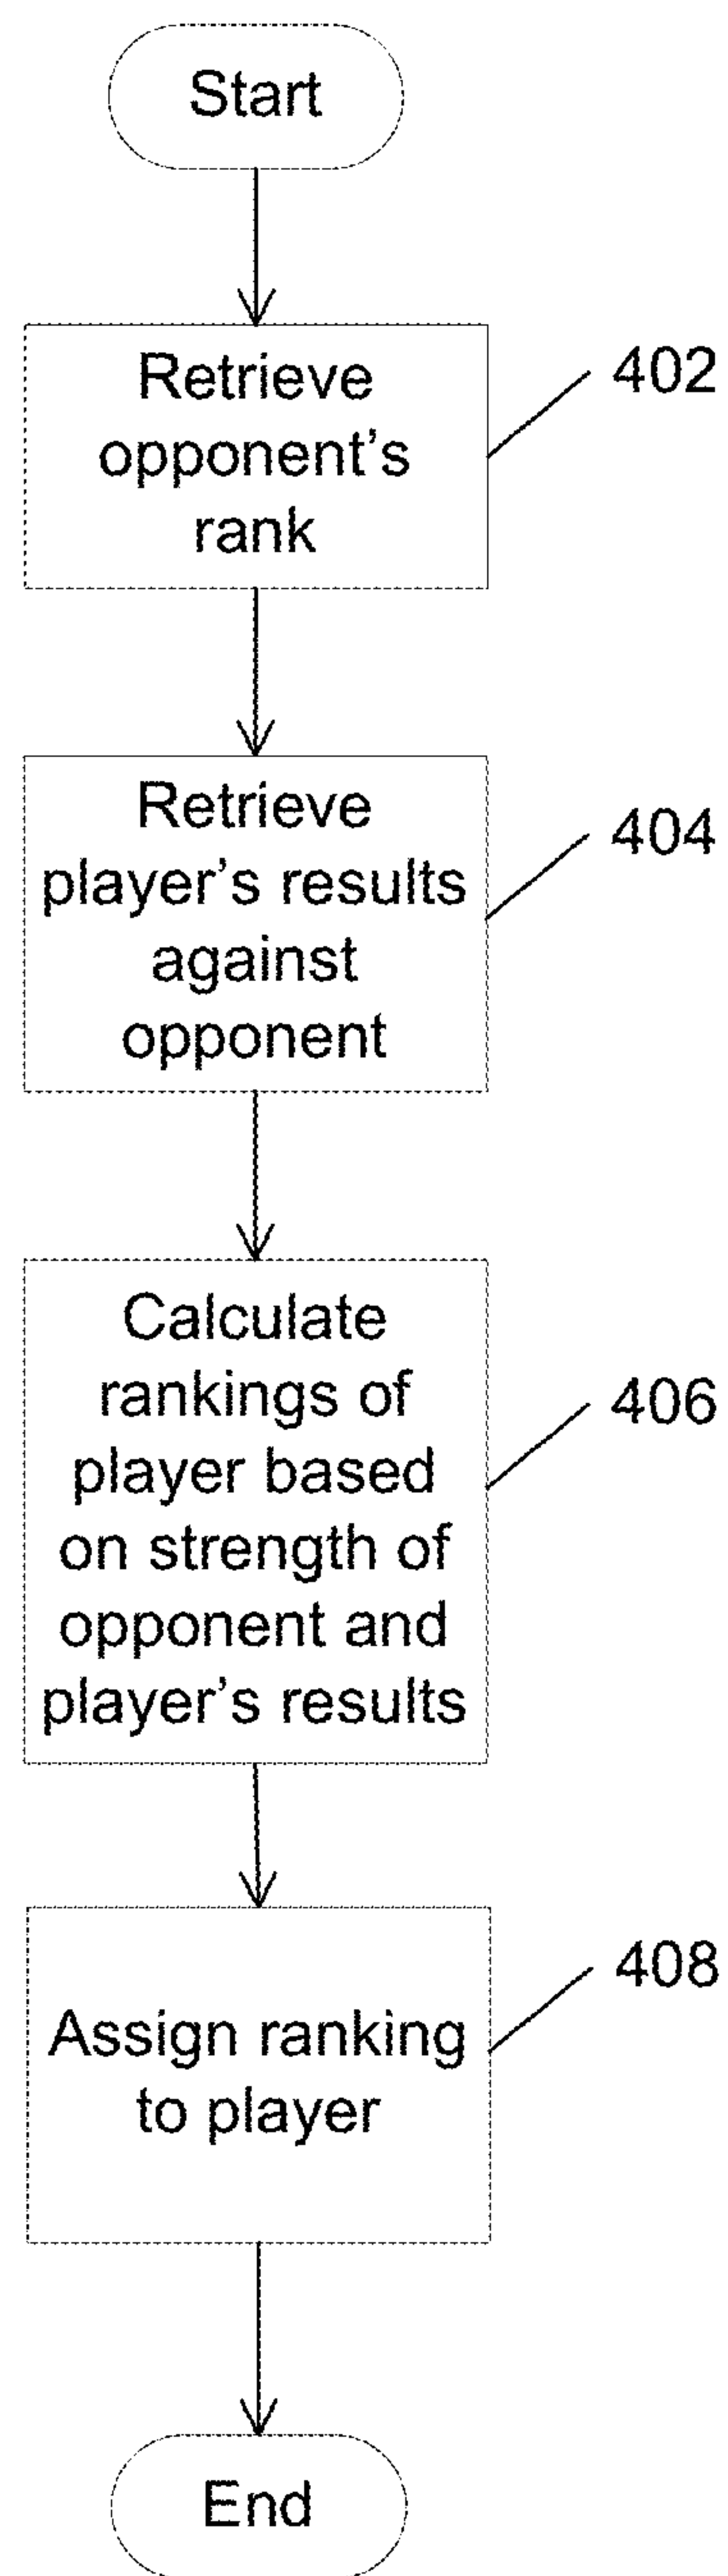 Start
Retrieve
opponent's
rank
402
Retrieve
player's results
against
opponent
404
Calculate
rankings of
player based
on strength of
opponent and
player's results
406
Assign ranking
to player
408
End